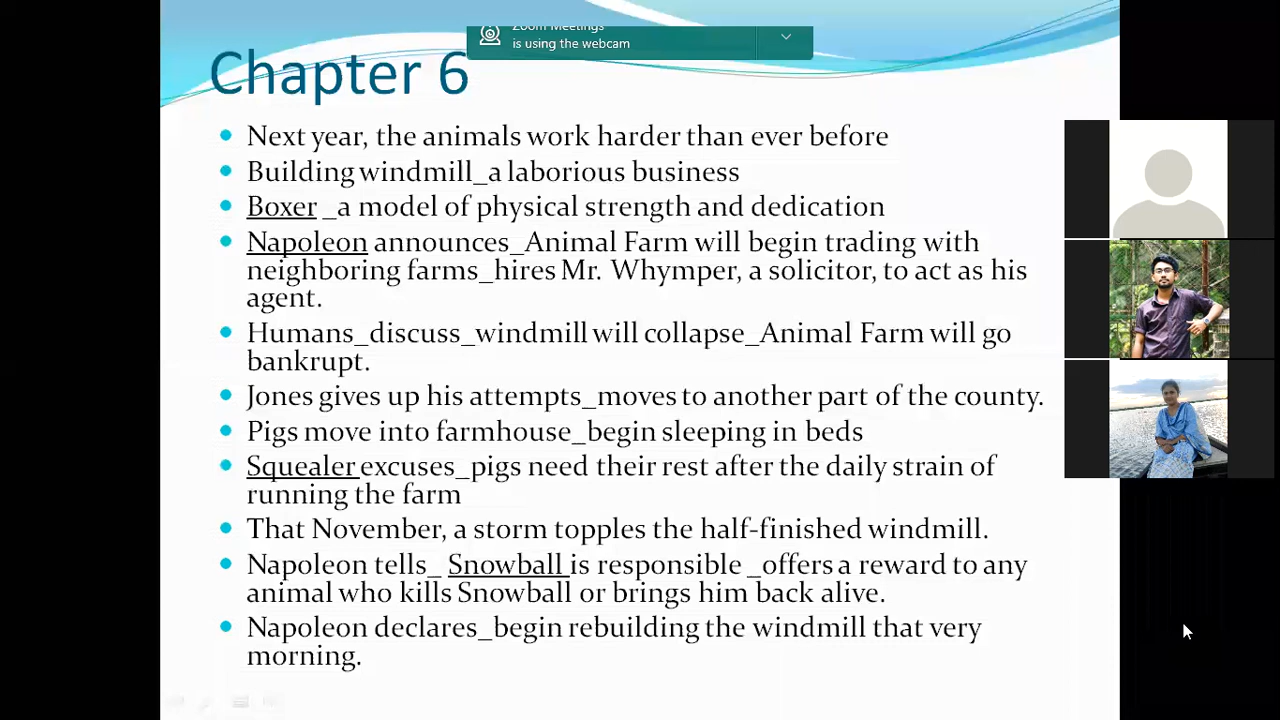 Zoom Meetings
is using the webcam
Chapter 6
Next year, the animals work harder than ever before
Building windmill_a laborious business
Boxer _a model of physical strength and dedication
Napoleon announces_Animal Farm will begin trading with
neighboring farms_hires Mr. Whymper, a solicitor, to act as his
agent.
Humans_discuss_windmill will collapse_Animal Farm will go
bankrupt.
Jones gives up his attempts_moves to another part of the county.
Pigs move into farmhouse_begin sleeping in beds
Squealer excuses_pigs need their rest after the daily strain of
running the farm
That November, a storm topples the half-finished windmill.
Napoleon tells_ Snowball is responsible _offers a reward to any
animal who kills Snowball or brings him back alive.
Napoleon declares_begin rebuilding the windmill that very
morning.